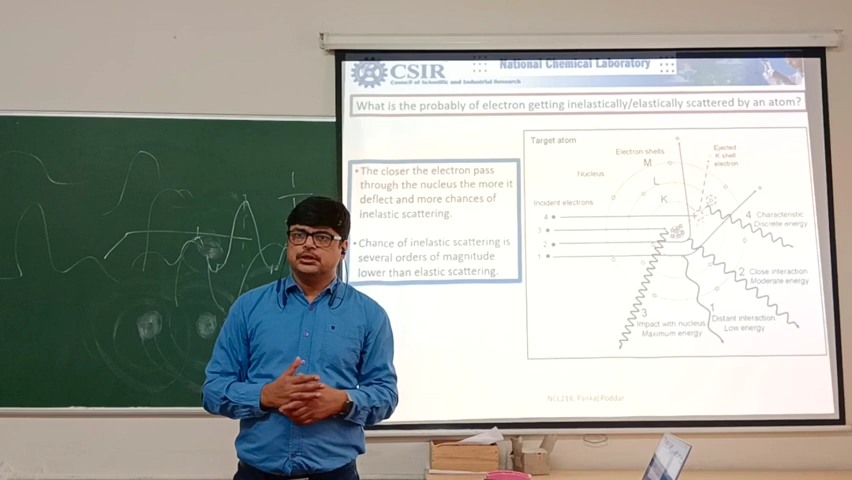 CSIR
Council of Scientific and Industrial Research
National Chemical Laboratory
What is the probably of electron getting inelastically/elastically scattered by an atom?
•The closer the electron pass
through the nucleus the more it
deflect and more chances of
inelastic scattering.
• Chance of inelastic scattering is
several orders of magnitude
lower than elastic scattering.
Target atom
Electron shells
M
L
K
Nucleus
Ejected
K shell
electron
Incident electrons
4
3
2
1
4 Characteristic
Discrete energy
2 Close interaction
Moderate energy
1
Distant interaction
Low energy
3
Impact with nucleus
Maximum energy
Pankaj Poddar
1